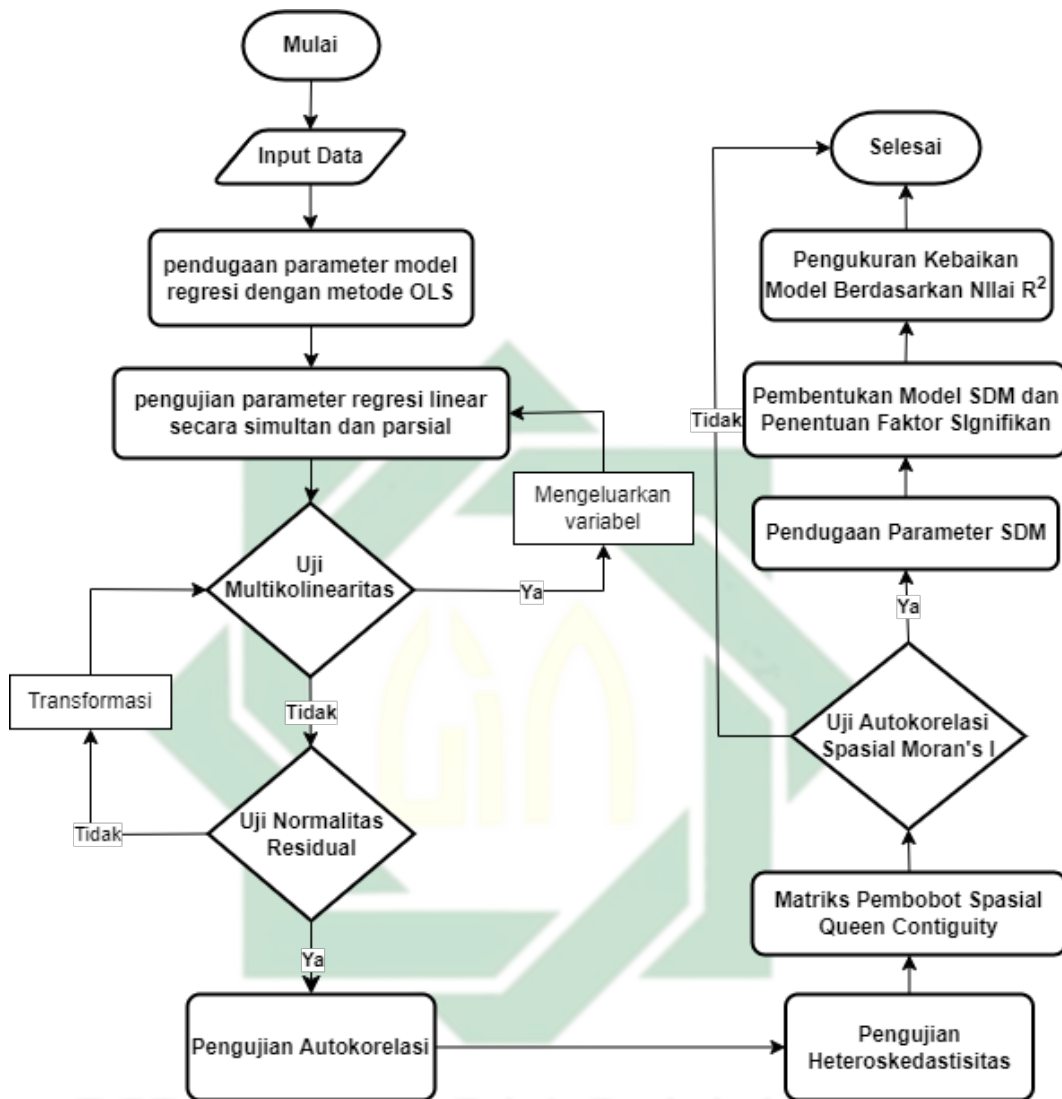 Mulai
Input Data
pendugaan parameter model
regresi dengan metode OLS
pengujian parameter regresi linear
secara simultan dan parsial
Mengeluarkan
variabel
Uji
Multikolinearitas
Ya
Transformasi
Tidak
Uji Normalitas
Residual
Tidak
Ya
Pengujian Autokorelasi
Pengujian
Heteroskedastisitas
Matriks Pembobot Spasial
Queen Contiguity
Uji Autokorelasi
Spasial Moran's I
Tidak
Ya
Pendugaan Parameter SDM
Pembentukan Model SDM dan
Penentuan Faktor SIgnifikan
Pengukuran Kebaikan
Model Berdasarkan NIlai R²
Selesai